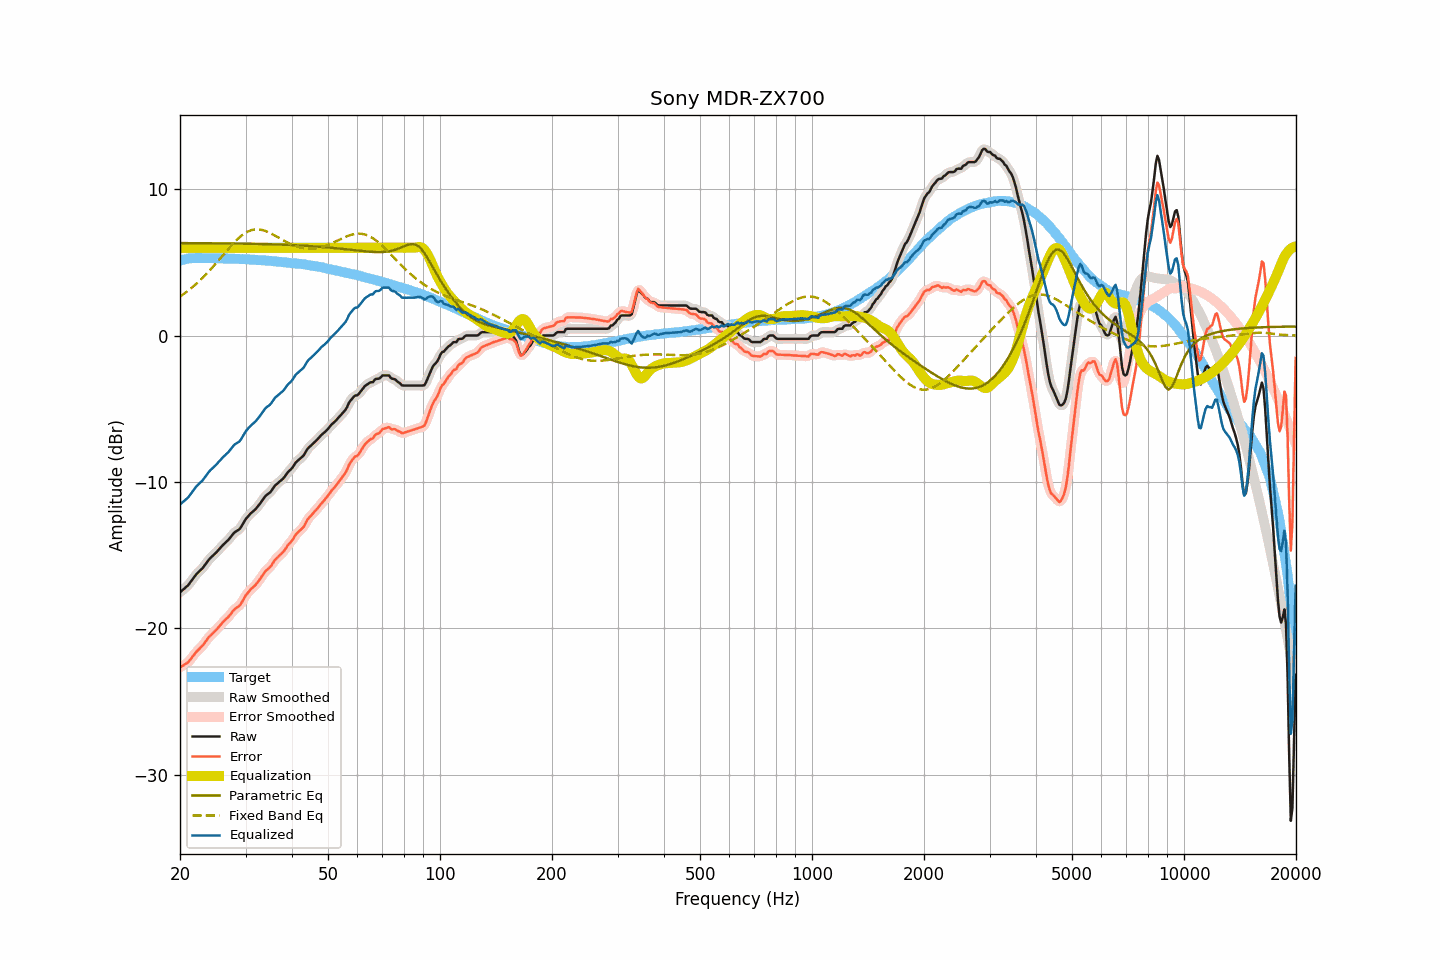 Sony MDR-ZX700
Amplitude (dBr)
10
0
−10
−20
−30
Target
Raw Smoothed
Error Smoothed
Raw
Error
Equalization
Parametric Eq
Fixed Band Eq
Equalized
20 50 100 200 500 1000 2000 5000 10000 20000
Frequency (Hz)